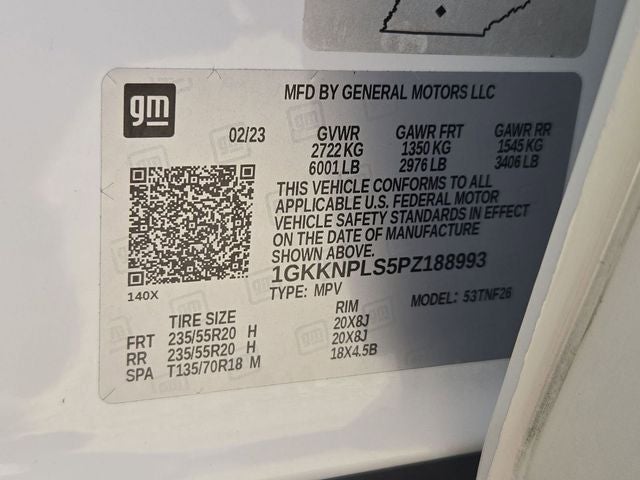 gm
MFD BY GENERAL MOTORS LLC
02/23 GVWR GAWR FRT GAWR RR
2722 KG 1350 KG 1545 KG
6001 LB 2976 LB 3406 LB
THIS VEHICLE CONFORMS TO ALL
APPLICABLE U.S. FEDERAL MOTOR
VEHICLE SAFETY STANDARDS IN EFFECT
ON THE DATE OF MANUFACTURE
SHOWN ABOVE.
1GKKNPLS5PZ188993
140X TYPE: MPV MODEL: 53TNF26
TIRE SIZE RIM
FRT 235/55R20 H 20X8J
RR 235/55R20 H 20X8J
SPA T135/70R18 M 18X4.5B